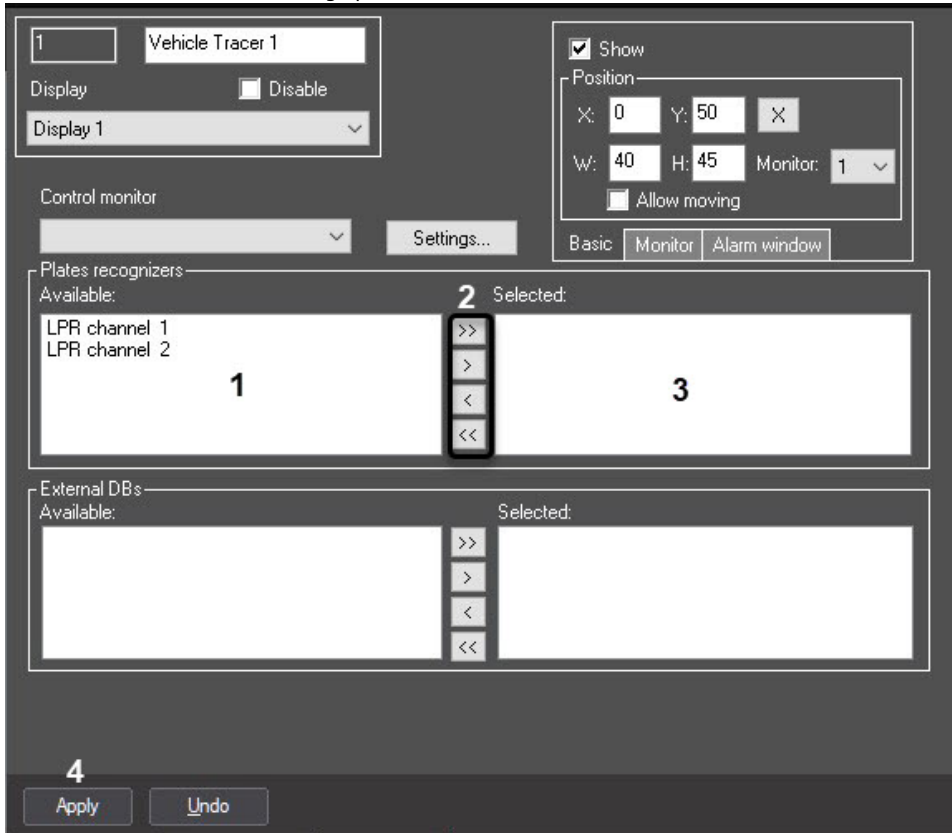 1 Vehicle Tracer 1
Display Disable
Display 1
Show
Position
X: 0 Y: 50 X
W: 40 H: 45 Monitor: 1
Allow moving
Basic Monitor Alarm window
Control monitor
Settings...
Plates recognizers
Available: 2 Selected:
LPR channel 1
LPR channel 2
>>
>
<
<<
1
3
External DBs
Available: Selected:
>>
>
<
<<
4
Apply Undo